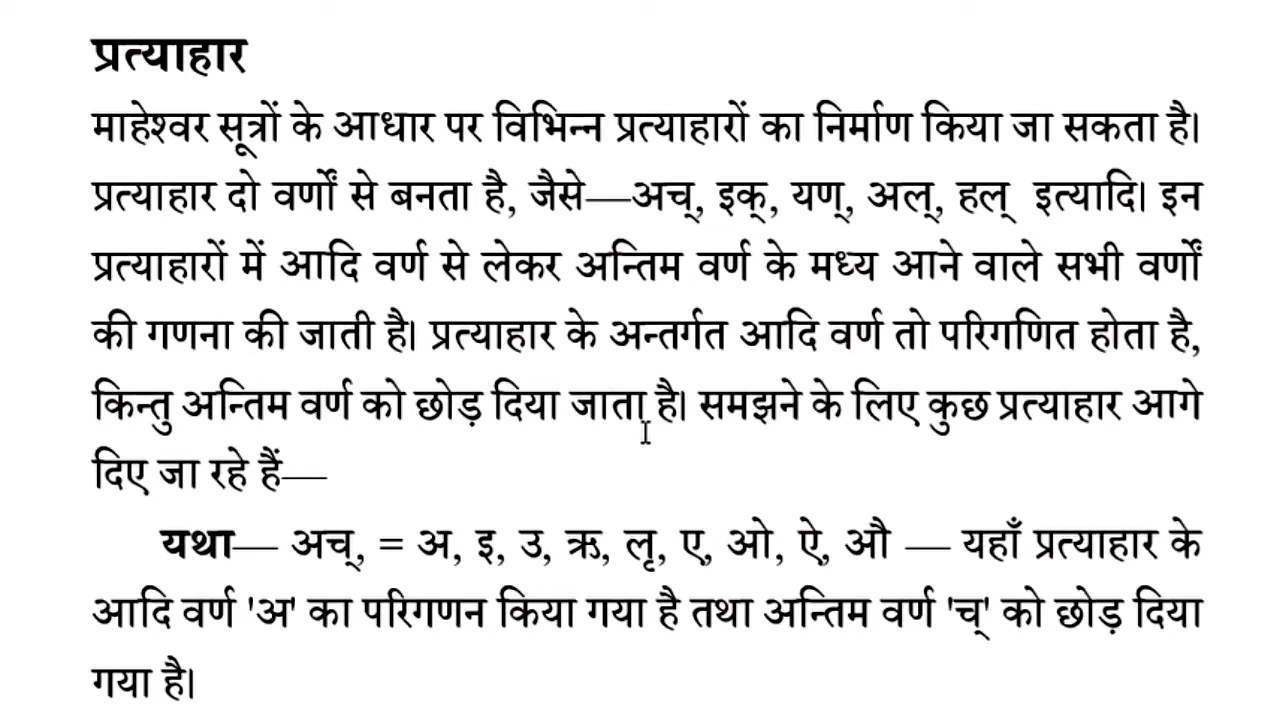 प्रत्याहार
माहेश्वर सूत्रों के आधार पर विभिन्न प्रत्याहारों का निर्माण किया जा सकता है।
प्रत्याहार दो वर्णों से बनता है, जैसे—अच्, इक्, यण्, अल्, हल् इत्यादि। इन
प्रत्याहारों में आदि वर्ण से लेकर अन्तिम वर्ण के मध्य आने वाले सभी वर्णों
की गणना की जाती है। प्रत्याहार के अन्तर्गत आदि वर्ण तो परिगणित होता है,
किन्तु अन्तिम वर्ण को छोड़ दिया जाता है। समझने के लिए कुछ प्रत्याहार आगे
दिए जा रहे हैं—
यथा— अच्, = अ, इ, उ, ऋ, लृ, ए, ओ, ऐ, औ — यहाँ प्रत्याहार के
आदि वर्ण 'अ' का परिगणन किया गया है तथा अन्तिम वर्ण 'च्' को छोड़ दिया
गया है।